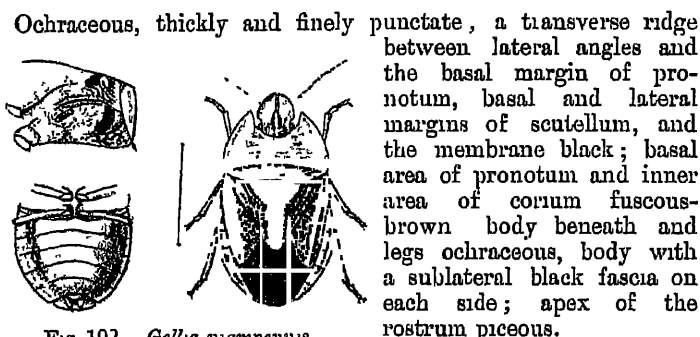 Ochraceous, thickly and finely punctate, a transverse ridge
between lateral angles and
the basal margin of pro-
notum, basal and lateral
margins of scutellum, and
the membrane black; basal
area of pronotum and inner
area of corium fuscous-
brown body beneath and
legs ochraceous, body with
a sublateral black fascia on
each side; apex of the
rostrum piceous.